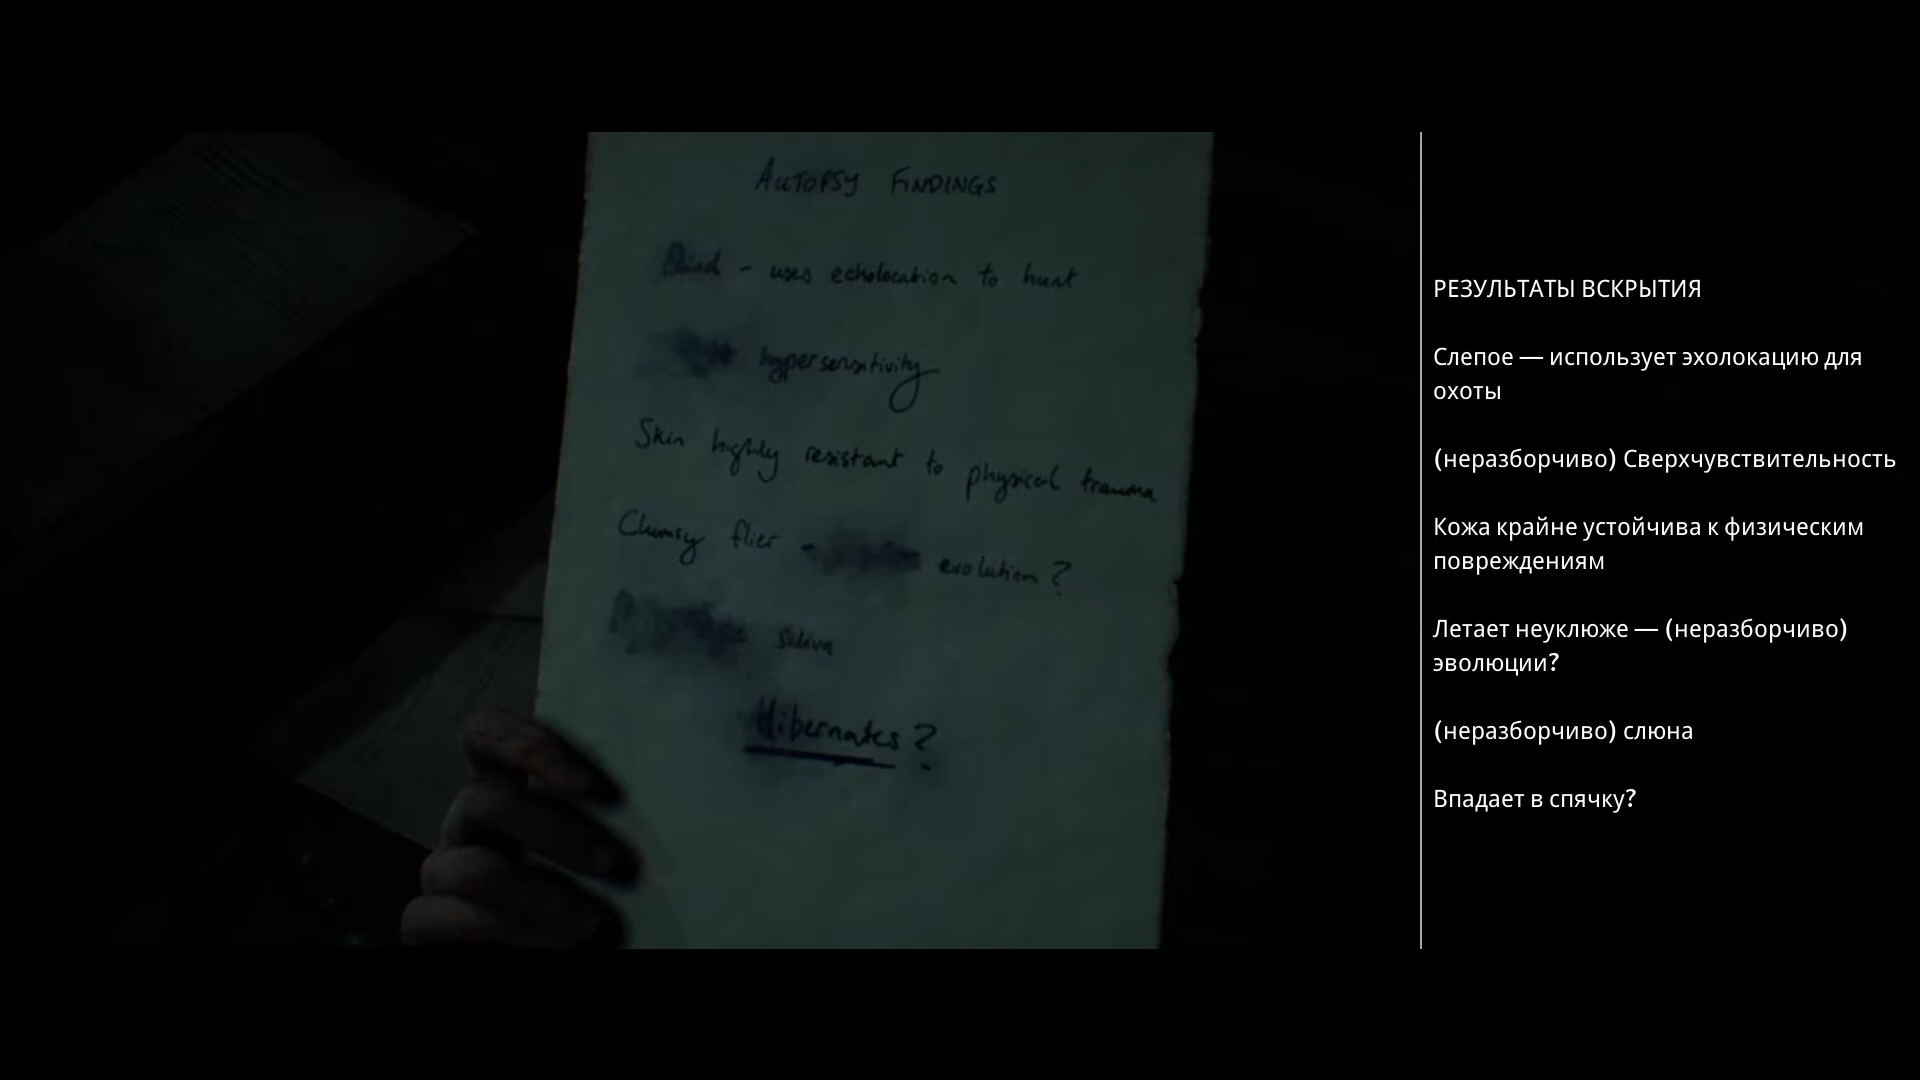 AUTOPSY FINDINGS
Blind - uses echolocation to hunt
hypersensitivity
Skin highly resistant to physical trauma
Clumsy flier - evolution?
saliva
Hibernates?
РЕЗУЛЬТАТЫ ВСКРЫТИЯ
Слепое — использует эхолокацию для
охоты
(неразборчиво) Сверхчувствительность
Кожа крайне устойчива к физическим
повреждениям
Летает неуклюже — (неразборчиво)
эволюции?
(неразборчиво) слюна
Впадает в спячку?